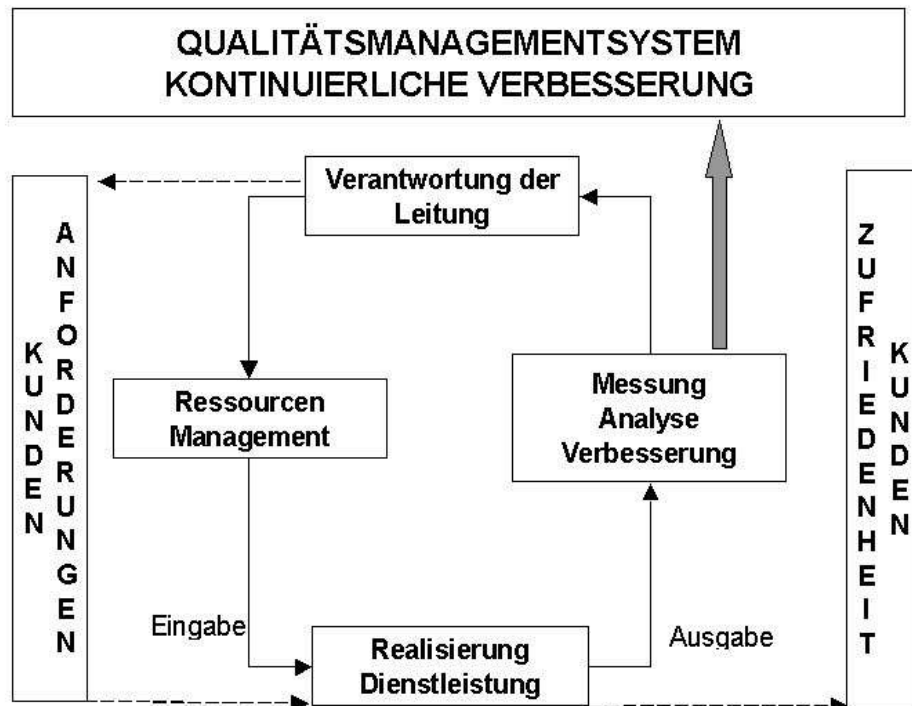 QUALITÄTSMANAGEMENTSYSTEM
KONTINUIERLICHE VERBESSERUNG
Verantwortung der
Leitung
KUNDEN
ANFORDERUNGEN
Ressourcen
Management
Messung
Analyse
Verbesserung
ZUFRIEDENHEIT
KUNDEN
Eingabe
Realisierung
Dienstleistung
Ausgabe